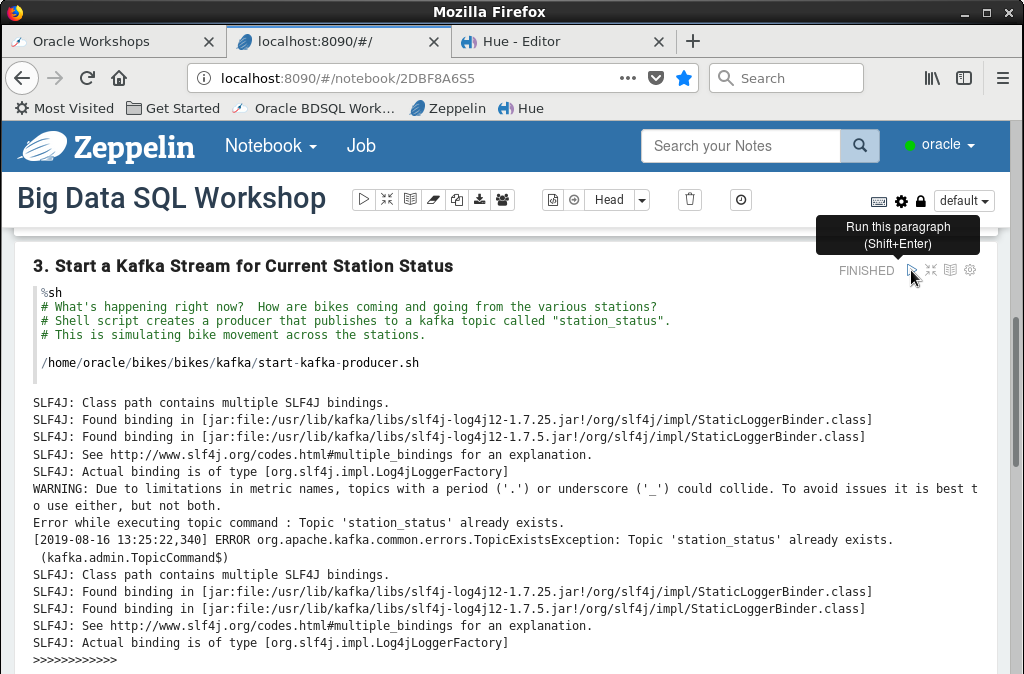 Mozilla Firefox
Oracle Workshops
localhost:8090/#/
Hue - Editor
localhost:8090/#/notebook/2DBF8A6S5
Search
Most Visited
Getting Started
Oracle BDSQL Work…
Zeppelin
Hue
Zeppelin
Notebook
Job
Search your Notes
oracle
Big Data SQL Workshop
Head
default
Run this paragraph
(Shift+Enter)
3. Start a Kafka Stream for Current Station Status
FINISHED
%sh
# What's happening right now?  How are bikes coming and going from the various stations?
# Shell script creates a producer that publishes to a kafka topic called "station_status".
# This is simulating bike movement across the stations.
/home/oracle/bikes/bikes/kafka/start-kafka-producer.sh
SLF4J: Class path contains multiple SLF4J bindings.
SLF4J: Found binding in [jar:file:/usr/lib/kafka/libs/slf4j-log4j12-1.7.25.jar!/org/slf4j/impl/StaticLoggerBinder.class]
SLF4J: Found binding in [jar:file:/usr/lib/kafka/libs/slf4j-log4j12-1.7.5.jar!/org/slf4j/impl/StaticLoggerBinder.class]
SLF4J: See http://www.slf4j.org/codes.html#multiple_bindings for an explanation.
SLF4J: Actual binding is of type [org.slf4j.impl.Log4jLoggerFactory]
WARNING: Due to limitations in metric names, topics with a period ('.') or underscore ('_') could collide. To avoid issues it is best t
o use either, but not both.
Error while executing topic command : Topic 'station_status' already exists.
[2019-08-16 13:25:22,340] ERROR org.apache.kafka.common.errors.TopicExistsException: Topic 'station_status' already exists.
(kafka.admin.TopicCommand$)
SLF4J: Class path contains multiple SLF4J bindings.
SLF4J: Found binding in [jar:file:/usr/lib/kafka/libs/slf4j-log4j12-1.7.25.jar!/org/slf4j/impl/StaticLoggerBinder.class]
SLF4J: Found binding in [jar:file:/usr/lib/kafka/libs/slf4j-log4j12-1.7.5.jar!/org/slf4j/impl/StaticLoggerBinder.class]
SLF4J: See http://www.slf4j.org/codes.html#multiple_bindings for an explanation.
SLF4J: Actual binding is of type [org.slf4j.impl.Log4jLoggerFactory]
>>>>>>>>>>>>